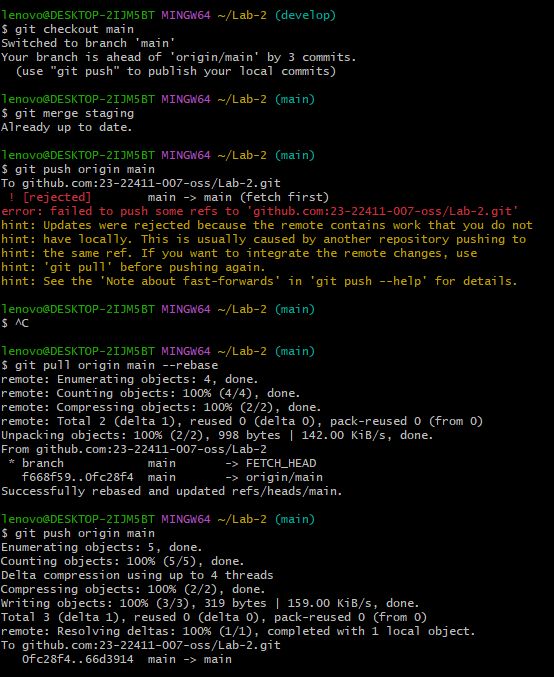 lenovo@DESKTOP-2IJM5BT MINGW64 ~/Lab-2 (develop)
$ git checkout main
Switched to branch 'main'
Your branch is ahead of 'origin/main' by 3 commits.
  (use "git push" to publish your local commits)

lenovo@DESKTOP-2IJM5BT MINGW64 ~/Lab-2 (main)
$ git merge staging
Already up to date.

lenovo@DESKTOP-2IJM5BT MINGW64 ~/Lab-2 (main)
$ git push origin main
To github.com:23-22411-007-oss/Lab-2.git
 ! [rejected]        main -> main (fetch first)
error: failed to push some refs to 'github.com:23-22411-007-oss/Lab-2.git'
hint: Updates were rejected because the remote contains work that you do not
hint: have locally. This is usually caused by another repository pushing to
hint: the same ref. If you want to integrate the remote changes, use
hint: 'git pull' before pushing again.
hint: See the 'Note about fast-forwards' in 'git push --help' for details.

lenovo@DESKTOP-2IJM5BT MINGW64 ~/Lab-2 (main)
$ ^C

lenovo@DESKTOP-2IJM5BT MINGW64 ~/Lab-2 (main)
$ git pull origin main --rebase
remote: Enumerating objects: 4, done.
remote: Counting objects: 100% (4/4), done.
remote: Compressing objects: 100% (2/2), done.
remote: Total 2 (delta 1), reused 0 (delta 0), pack-reused 0 (from 0)
Unpacking objects: 100% (2/2), 998 bytes | 142.00 KiB/s, done.
From github.com:23-22411-007-oss/Lab-2
 * branch            main       -> FETCH_HEAD
   f668f59..0fc28f4  main       -> origin/main
Successfully rebased and updated refs/heads/main.

lenovo@DESKTOP-2IJM5BT MINGW64 ~/Lab-2 (main)
$ git push origin main
Enumerating objects: 5, done.
Counting objects: 100% (5/5), done.
Delta compression using up to 4 threads
Compressing objects: 100% (2/2), done.
Writing objects: 100% (3/3), 319 bytes | 159.00 KiB/s, done.
Total 3 (delta 1), reused 0 (delta 0), pack-reused 0 (from 0)
remote: Resolving deltas: 100% (1/1), completed with 1 local object.
To github.com:23-22411-007-oss/Lab-2.git
   0fc28f4..66d3914  main -> main